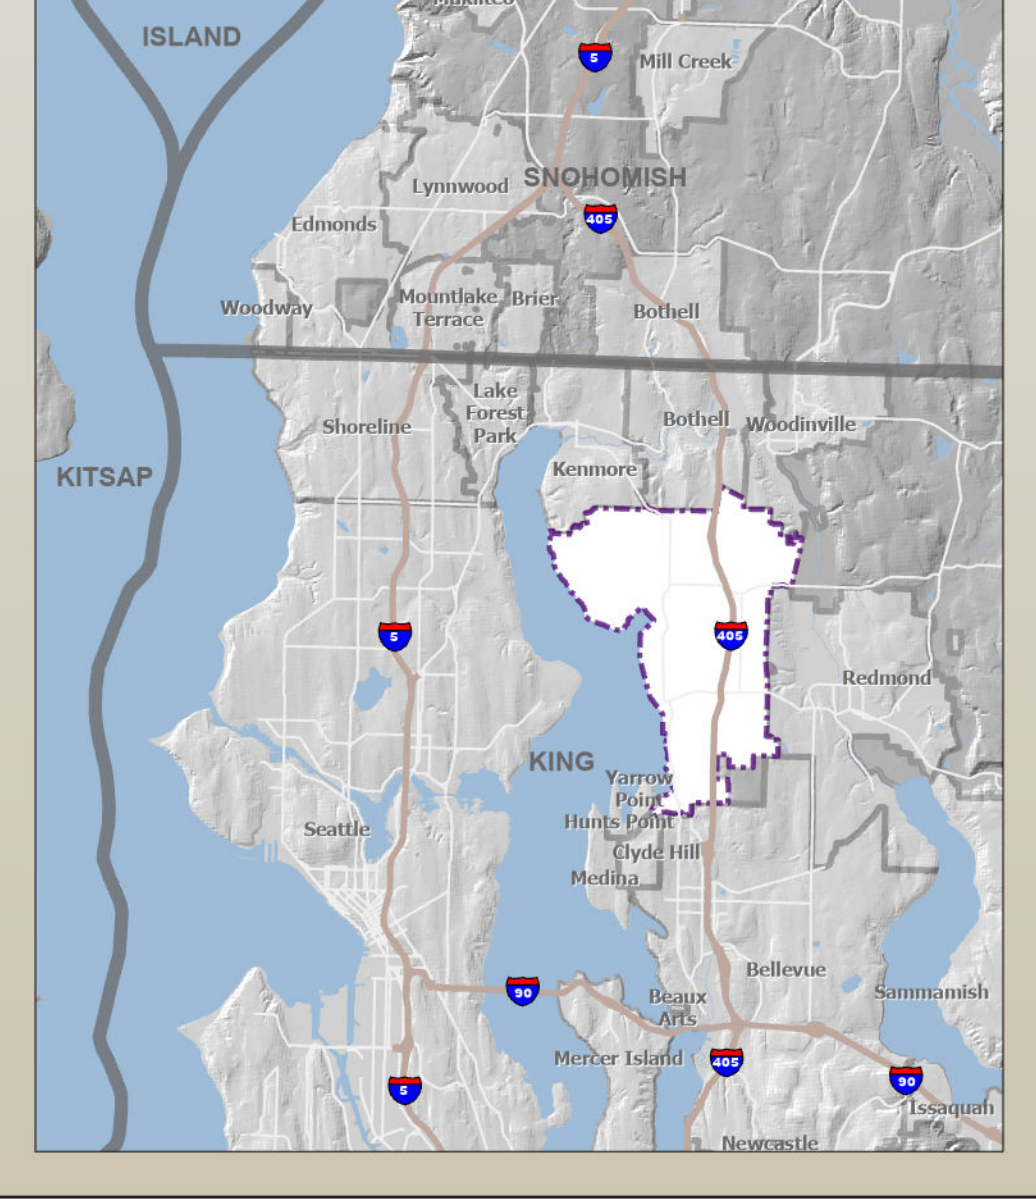 Mukilteo
ISLAND
5
Mill Creek
SNOHOMISH
Lynnwood
405
Edmonds
Woodway
Mountlake
Terrace
Brier
Bothell
Lake
Forest
Park
Shoreline
Bothell
Woodinville
KITSAP
Kenmore
5
405
Redmond
KING
Yarrow
Point
Hunts Point
Seattle
Clyde Hill
Medina
Bellevue
90
Beaux
Arts
Sammamish
Mercer Island
405
90
5
Issaquah
Newcastle